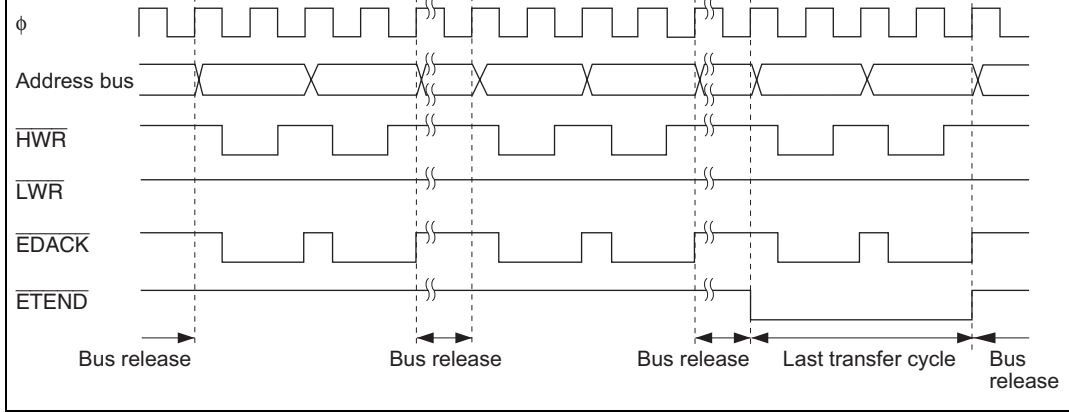 ϕ
Address bus
HWR
LWR
EDACK
ETEND
Bus release
Bus release
Bus release
Last transfer cycle
Bus
release